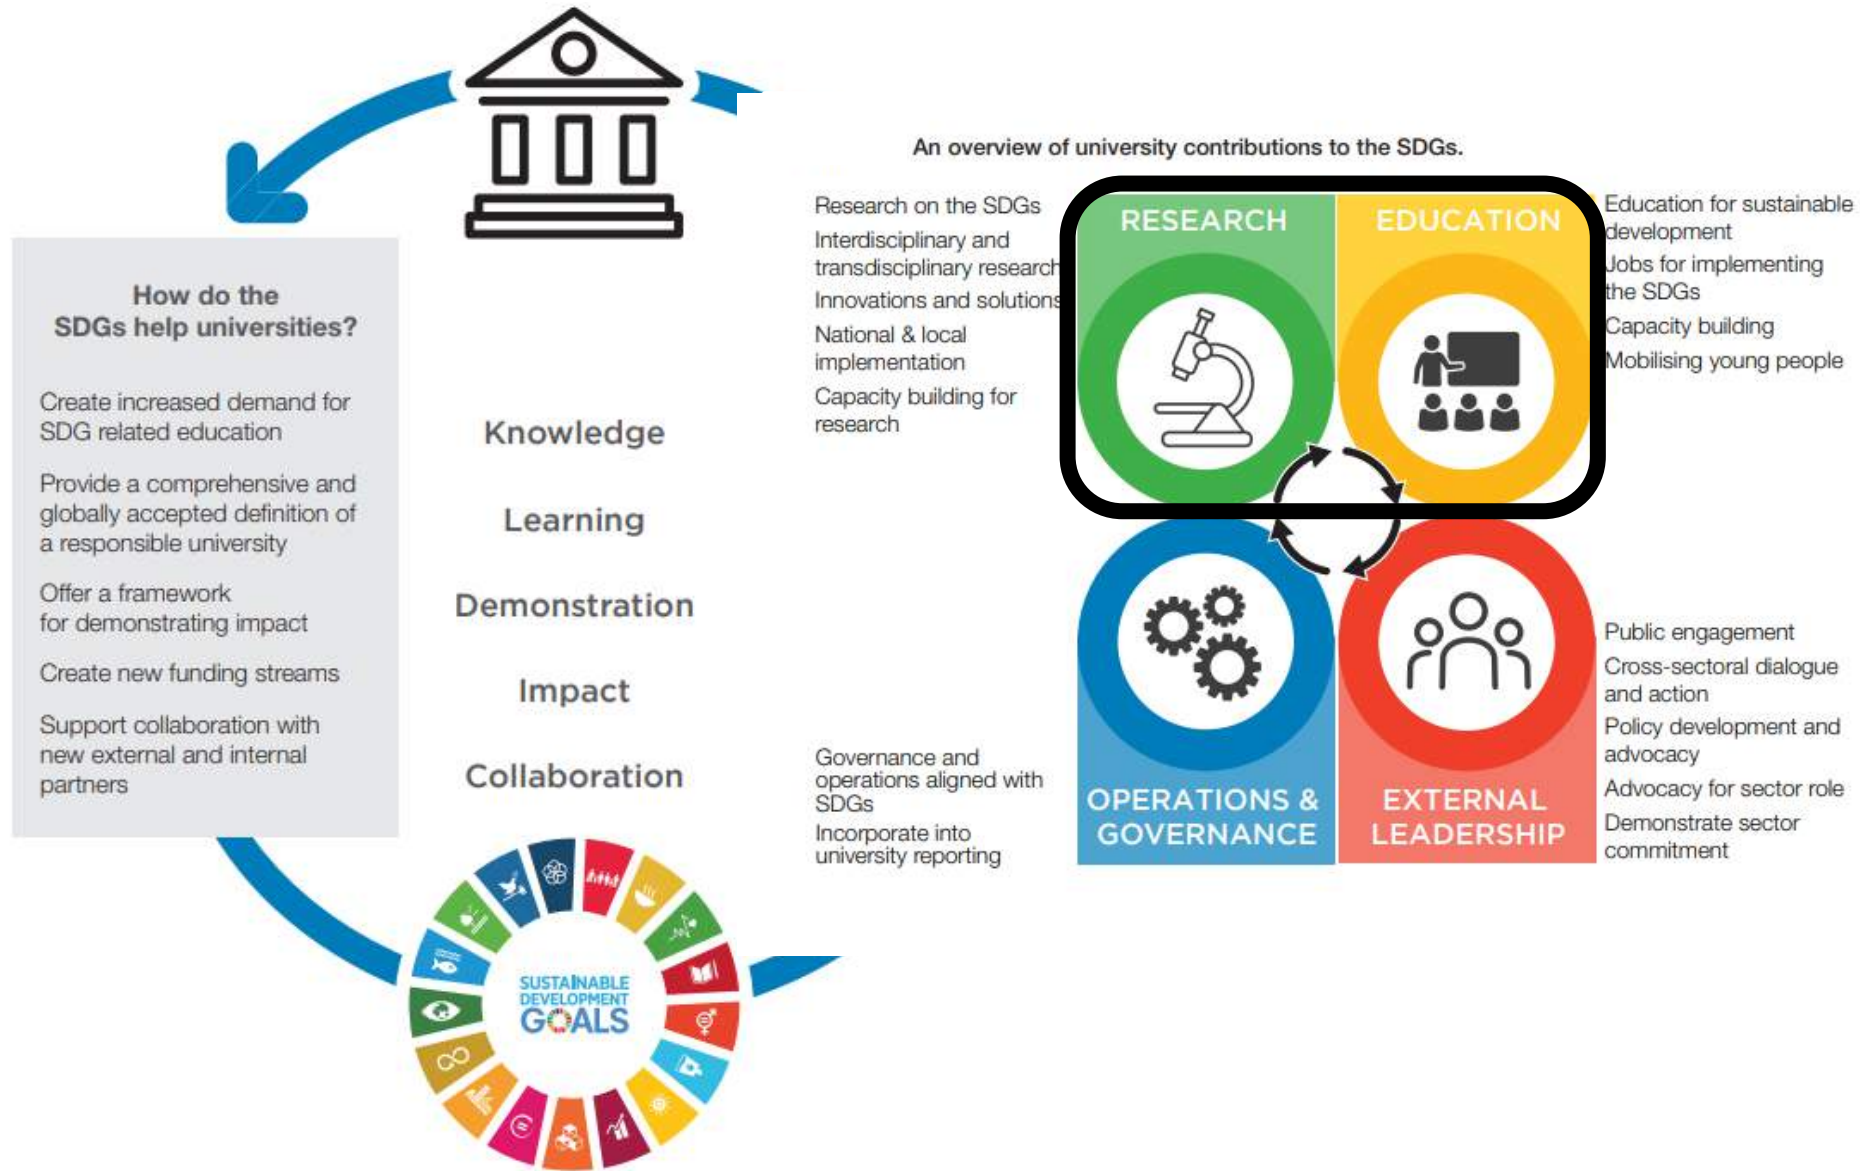 How do the
SDGs help universities?
Create increased demand for
SDG related education
Provide a comprehensive and
globally accepted definition of
a responsible university
Offer a framework
for demonstrating impact
Create new funding streams
Support collaboration with
new external and internal
partners
Knowledge
Learning
Demonstration
Impact
Collaboration
SUSTAINABLE
DEVELOPMENT
GOALS
An overview of university contributions to the SDGs.
Research on the SDGs
Interdisciplinary and
transdisciplinary research
Innovations and solutions
National & local
implementation
Capacity building for
research
RESEARCH
EDUCATION
Education for sustainable
development
Jobs for implementing
the SDGs
Capacity building
Mobilising young people
Governance and
operations aligned with
SDGs
Incorporate into
university reporting
OPERATIONS &
GOVERNANCE
EXTERNAL
LEADERSHIP
Public engagement
Cross-sectoral dialogue
and action
Policy development and
advocacy
Advocacy for sector role
Demonstrate sector
commitment